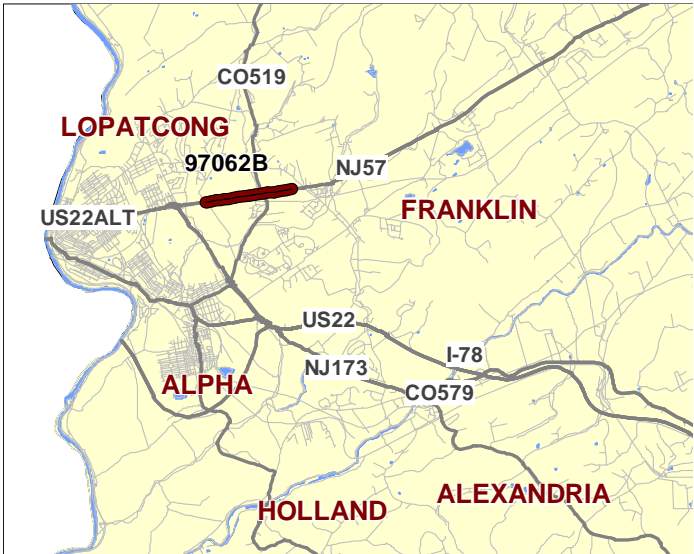 CO519
LOPATCONG
97062B
NJ57
FRANKLIN
US22ALT
US22
I-78
NJ173
ALPHA
CO579
ALEXANDRIA
HOLLAND